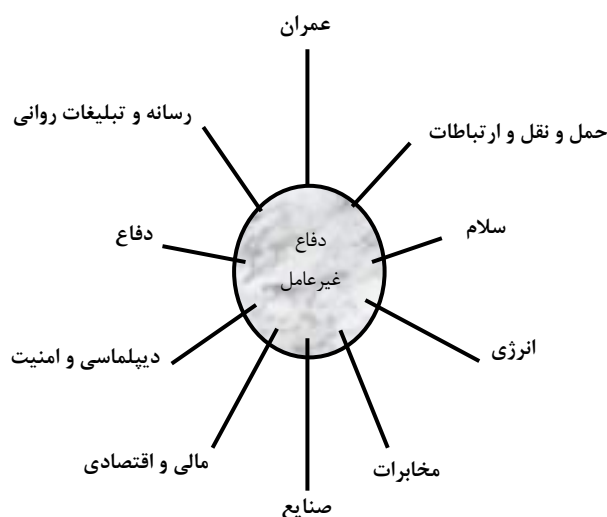 عمران
رسانه و تبلیغات روانی
حمل و نقل و ارتباطات
دفاع
سلام
دفاع
غیرعامل
انرژی
دیپلماسی و امنیت
مالی و اقتصادی
مخابرات
صنایع